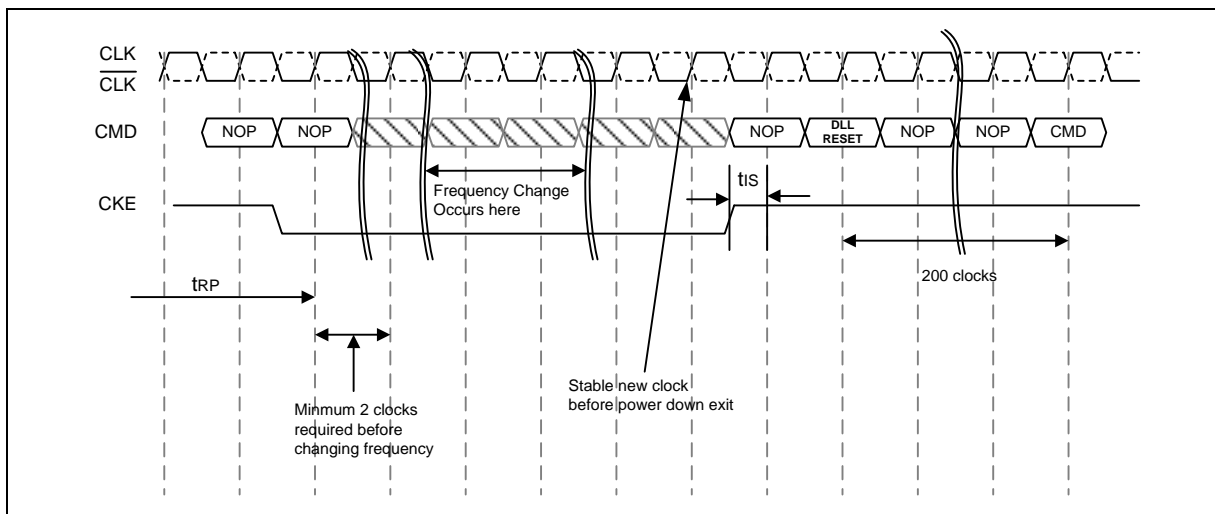 CLK
CLK
CMD
NOP
NOP
NOP
DLL
RESET
NOP
NOP
CMD
Frequency Change
Occurs here
tIS
CKE
200 clocks
tRP
Stable new clock
before power down exit
Minmum 2 clocks
required before
changing frequency